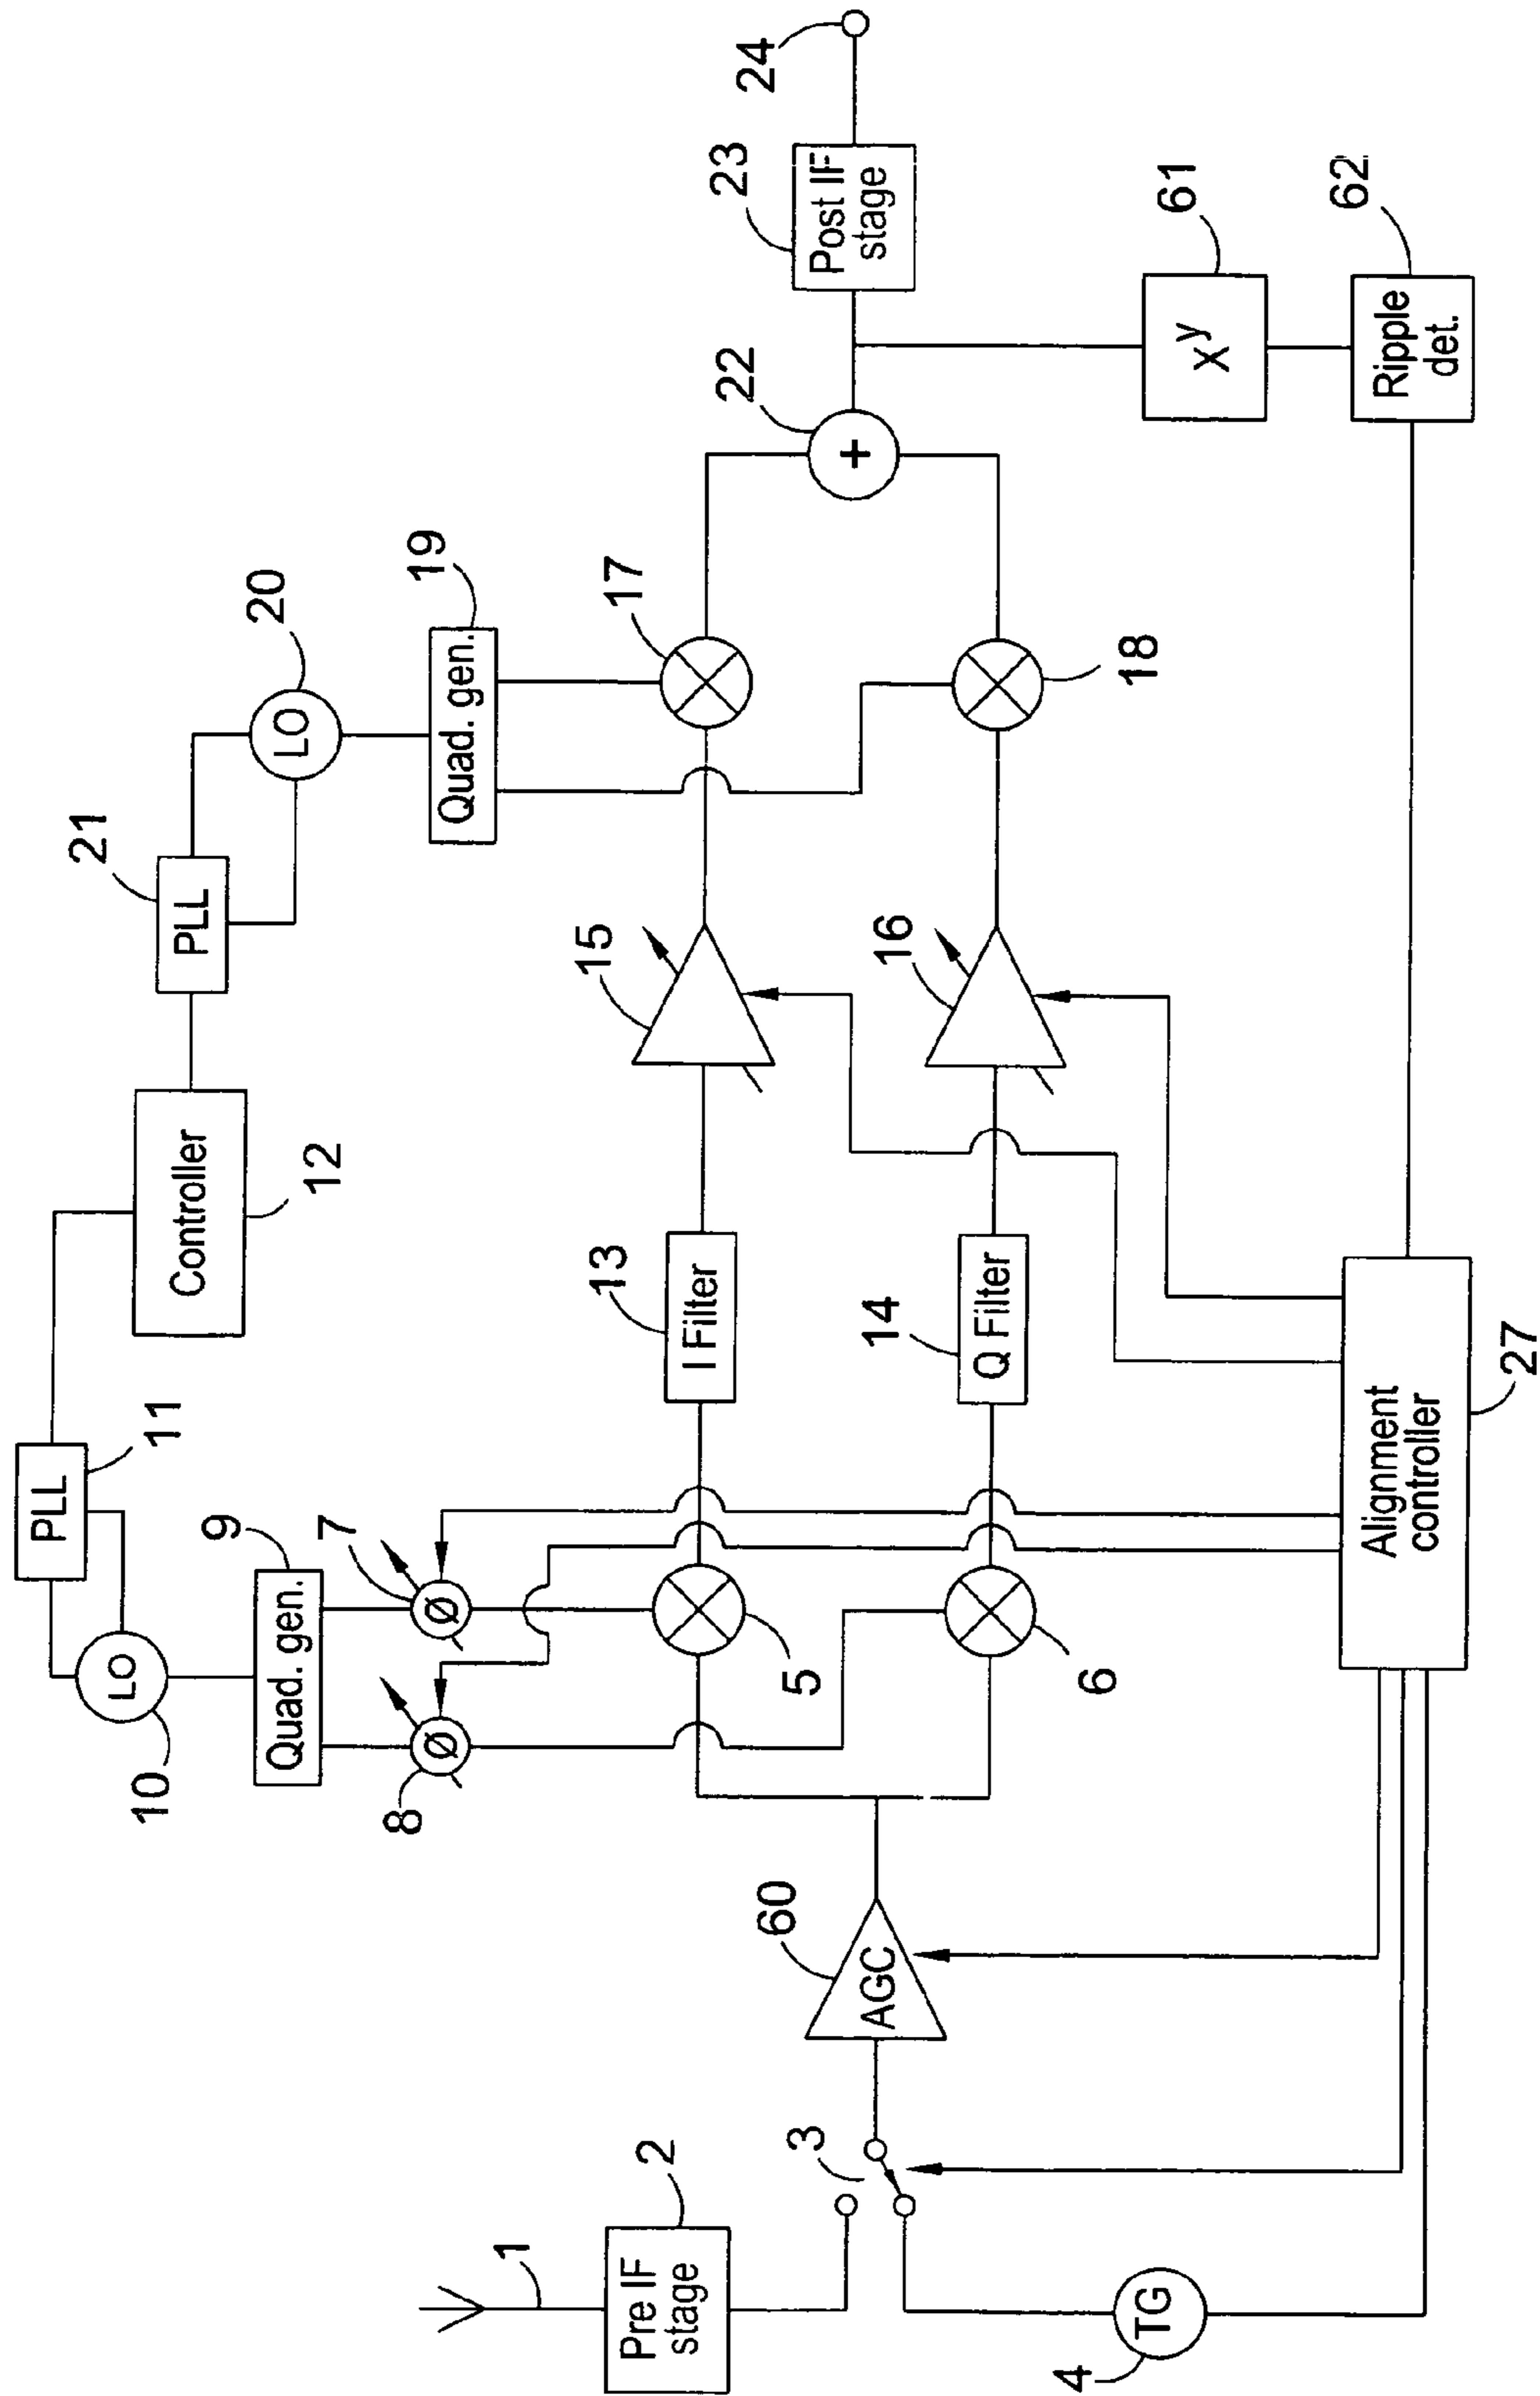 1
2
Pre IF
stage
3
4
TG
60
AGC
10
LO
11
PLL
9
Quad. gen.
7
Ø
8
Ø
5
6
Controller
12
13
I Filter
14
Q Filter
15
16
21
PLL
20
LO
19
Quad. gen.
17
18
22
+
23
Post IF
stage
24
61
x^y
62
Ripple
det.
Alignment
controller
27